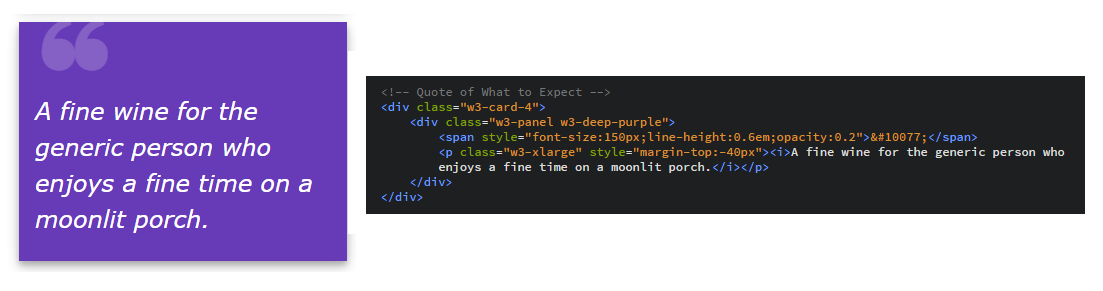 ❝
A fine wine for the
generic person who
enjoys a fine time on a
moonlit porch.
<!-- Quote of What to Expect -->
<div class="w3-card-4">
<div class="w3-panel w3-deep-purple">
<span style="font-size:150px;line-height:0.6em;opacity:0.2">&#10077;</span>
<p class="w3-xlarge" style="margin-top:-40px"><i>A fine wine for the generic person who
enjoys a fine time on a moonlit porch.</i></p>
</div>
</div>